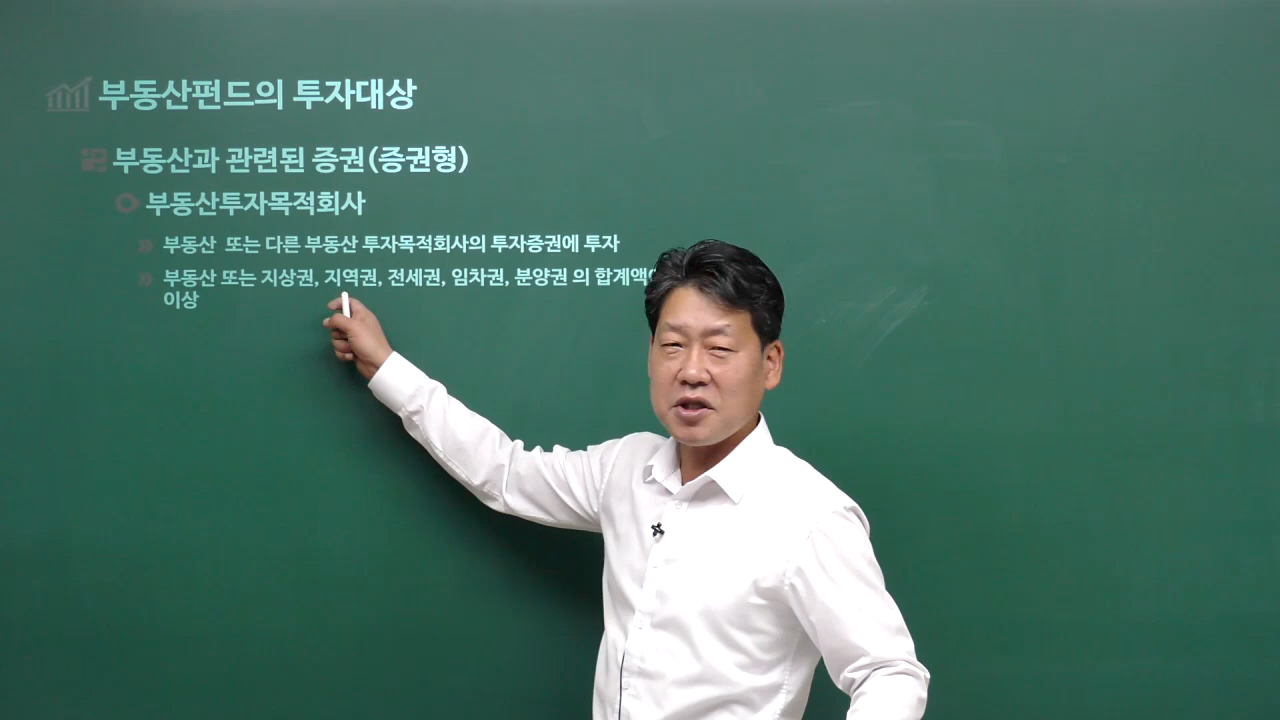 부동산펀드의 투자대상
부동산과 관련된 증권(증권형)
부동산투자목적회사
부동산 또는 다른 부동산 투자목적회사의 투자증권에 투자
부동산 또는 지상권, 지역권, 전세권, 임차권, 분양권 의 합계액
이상